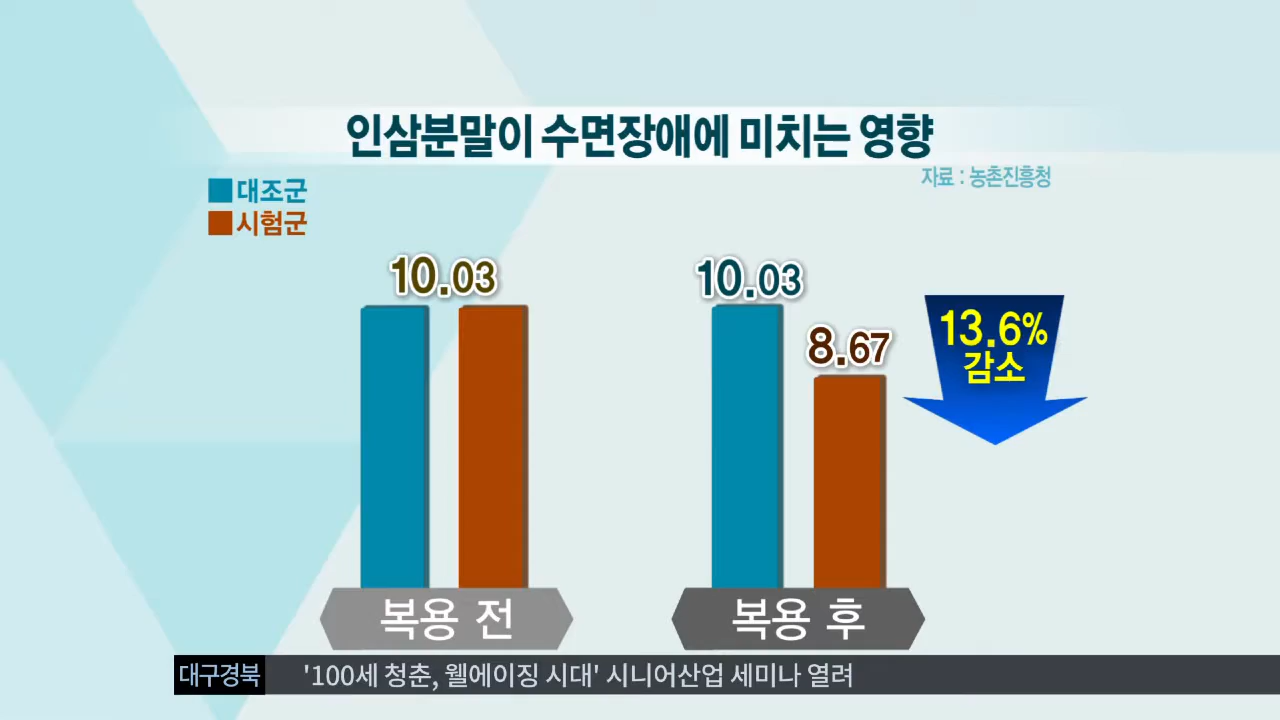 인삼분말이 수면장애에 미치는 영향
자료 : 농촌진흥청
대조군
시험군
10.03
10.03
8.67
13.6%
감소
복용 전
복용 후
대구경북 '100세 청춘, 웰에이징 시대' 시니어산업 세미나 열려